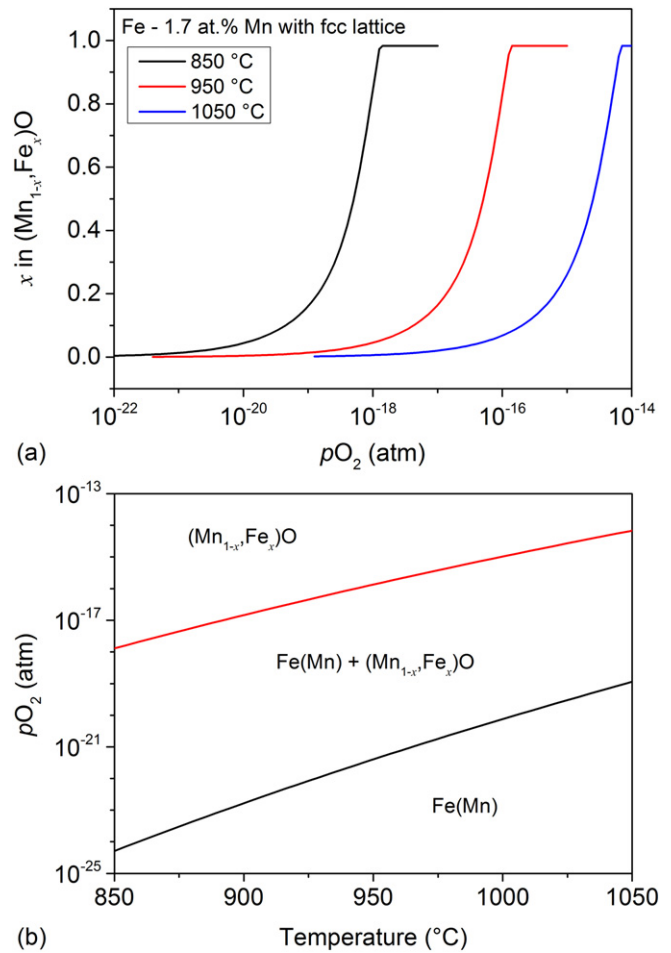 Fe - 1.7 at.% Mn with fcc lattice
850 °C
950 °C
1050 °C
x in (Mn1-x,Fex)O
1.0
0.8
0.6
0.4
0.2
0.0
10-22
10-20
10-18
10-16
10-14
pO2 (atm)
(a)
10-13
10-17
10-21
10-25
pO2 (atm)
(Mn1-x,Fex)O
Fe(Mn) + (Mn1-x,Fex)O
Fe(Mn)
850
900
950
1000
1050
Temperature (°C)
(b)